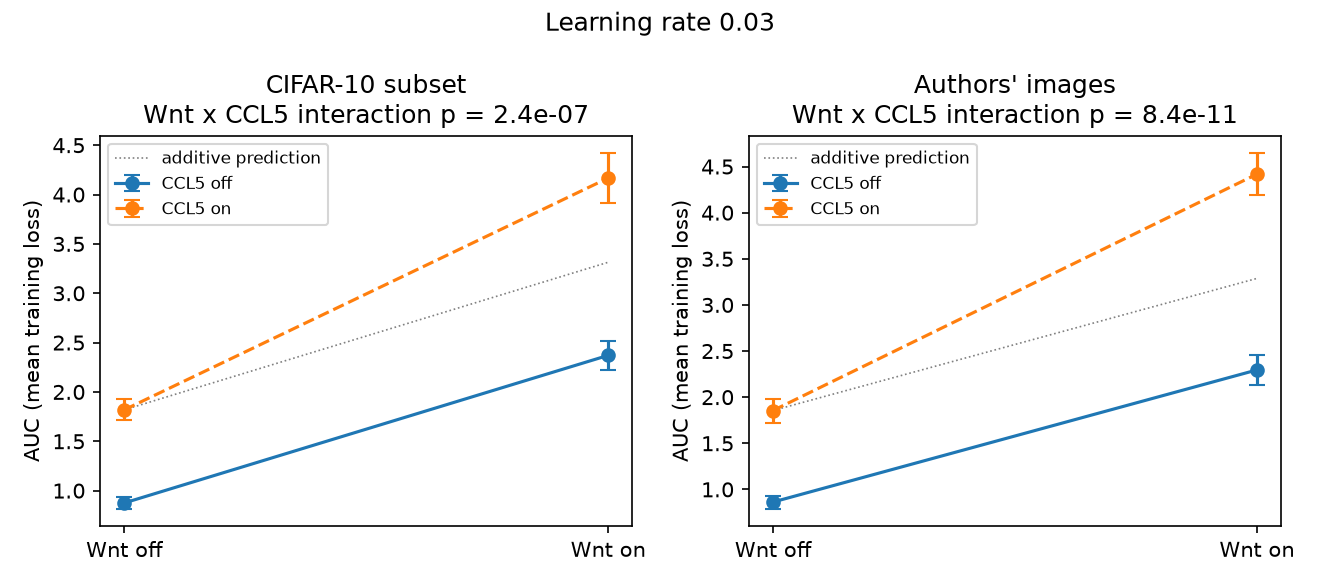 Learning rate 0.03
CIFAR-10 subset
Wnt x CCL5 interaction p = 2.4e-07
AUC (mean training loss)
4.5
4.0
3.5
3.0
2.5
2.0
1.5
1.0
additive prediction
CCL5 off
CCL5 on
Wnt off
Wnt on
Authors' images
Wnt x CCL5 interaction p = 8.4e-11
AUC (mean training loss)
4.5
4.0
3.5
3.0
2.5
2.0
1.5
1.0
additive prediction
CCL5 off
CCL5 on
Wnt off
Wnt on